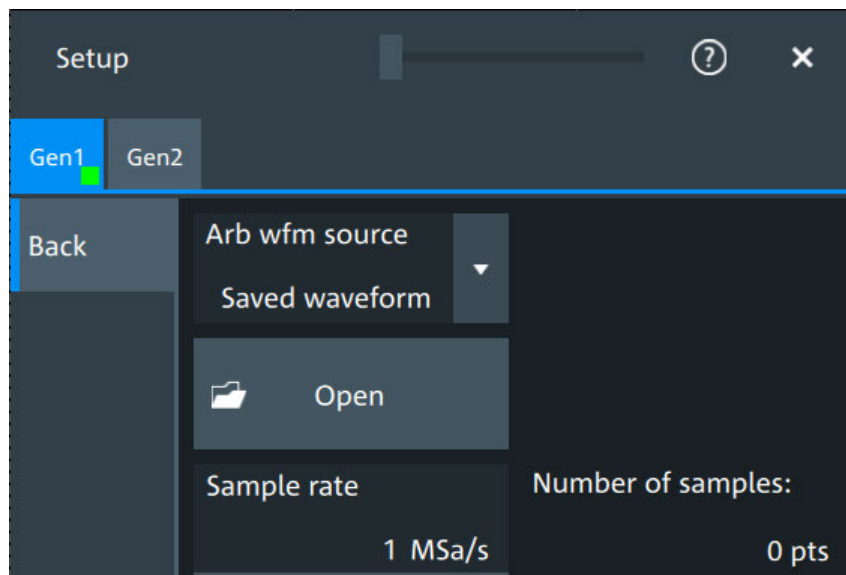 Setup
Gen1 Gen2
Back
Arb wfm source
Saved waveform
Open
Sample rate
1 MSa/s
Number of samples:
0 pts